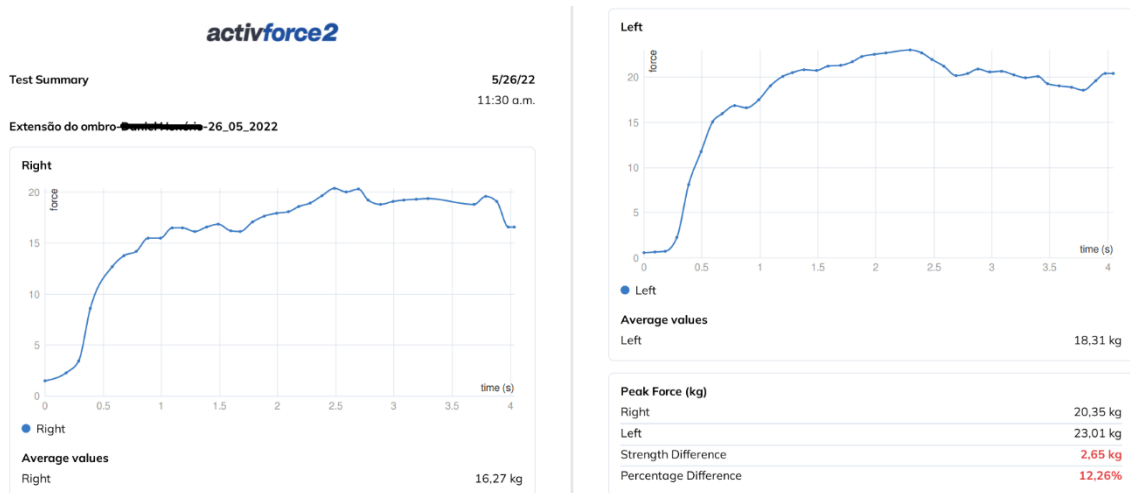 activforce2
Test Summary 5/26/22
11:30 a.m.
Extensão do ombro- -26_05_2022
Right
force
20
15
10
5
0
0 0.5 1 1.5 2 2.5 3 3.5 4
time (s)
Right
Average values
Right 16,27 kg
Left
force
20
15
10
5
0
0 0.5 1 1.5 2 2.5 3 3.5 4
time (s)
Left
Average values
Left 18,31 kg
Peak Force (kg)
Right 20,35 kg
Left 23,01 kg
Strength Difference 2,65 kg
Percentage Difference 12,26%